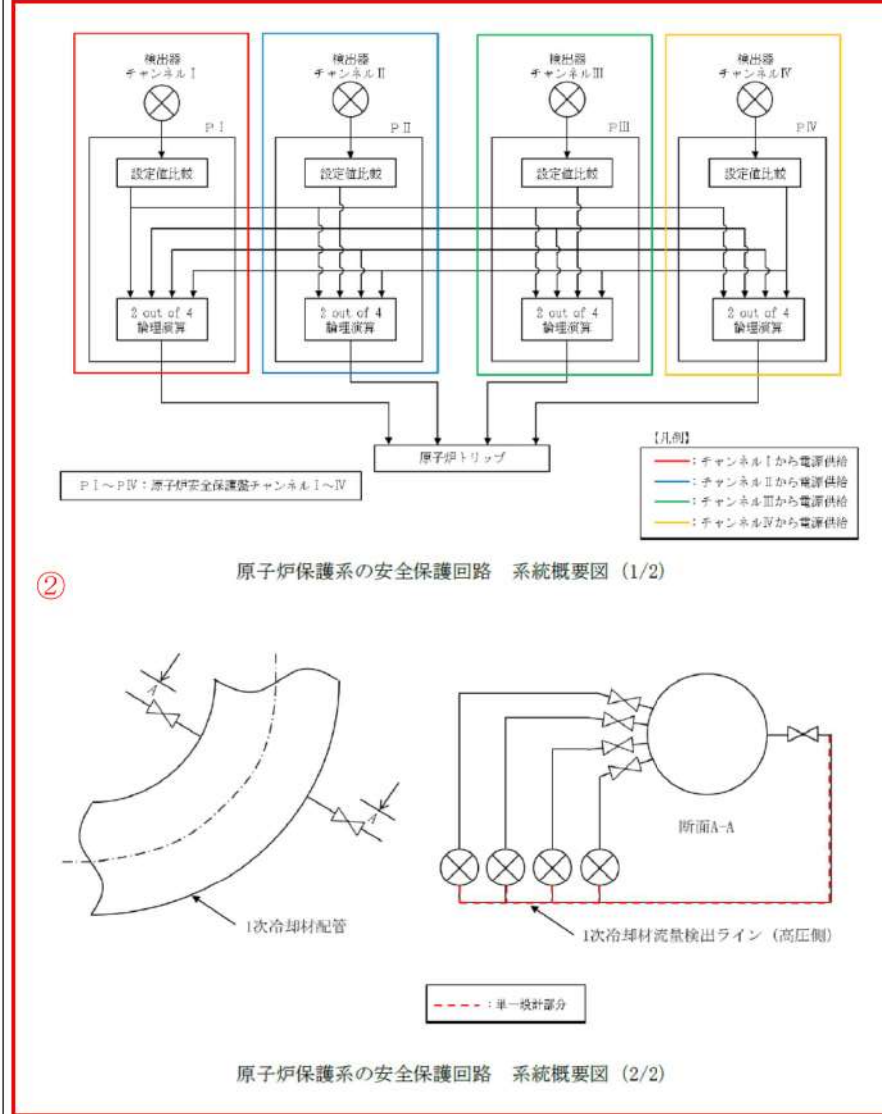 検出器
チャンネルⅠ
検出器
チャンネルⅡ
検出器
チャンネルⅢ
検出器
チャンネルⅣ
PⅠ
PⅡ
PⅢ
PⅣ
設定値比較
設定値比較
設定値比較
設定値比較
2 out of 4
論理演算
2 out of 4
論理演算
2 out of 4
論理演算
2 out of 4
論理演算
原子炉トリップ
PⅠ~PⅣ:原子炉安全保護盤チャンネルⅠ~Ⅳ
【凡例】
:チャンネルⅠから電源供給
:チャンネルⅡから電源供給
:チャンネルⅢから電源供給
:チャンネルⅣから電源供給
原子炉保護系の安全保護回路 系統概要図 (1/2)
②
A
A
1次冷却材配管
断面A-A
1次冷却材流量検出ライン(高圧側)
:単一設計部分
原子炉保護系の安全保護回路 系統概要図 (2/2)